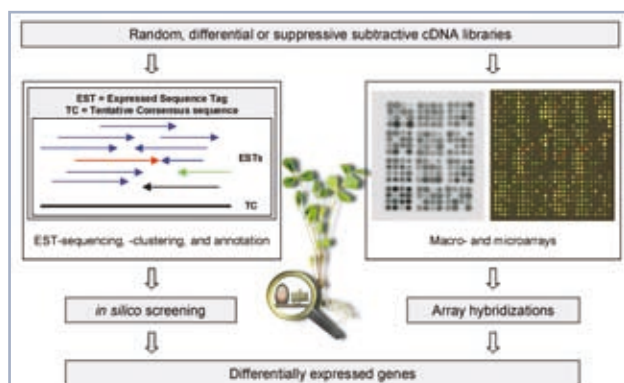 Random, differential or suppressive subtractive cDNA libraries
EST = Expressed Sequence Tag
TC = Tentative Consensus sequence
ESTs
TC
EST-sequencing, -clustering, and annotation
Macro- and microarrays
in silico screening
Array hybridizations
Differentially expressed genes